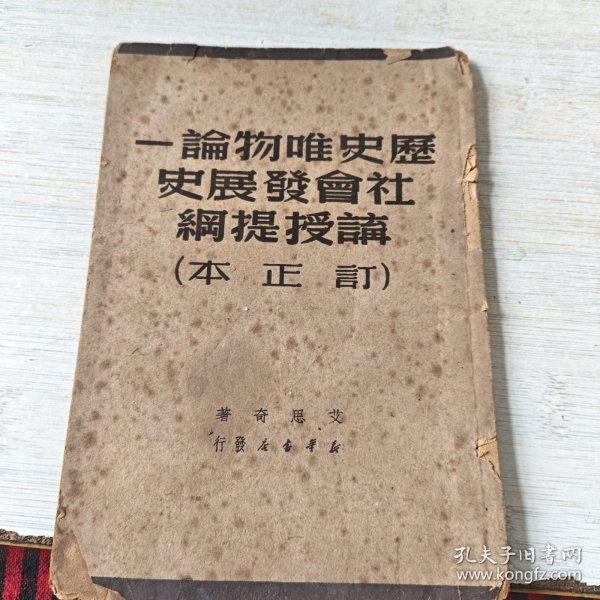 歷史唯物論一
社會發展史
講授提綱
(訂正本)
艾思奇著
新華書店發行
孔夫子旧书网
www.kongfz.com